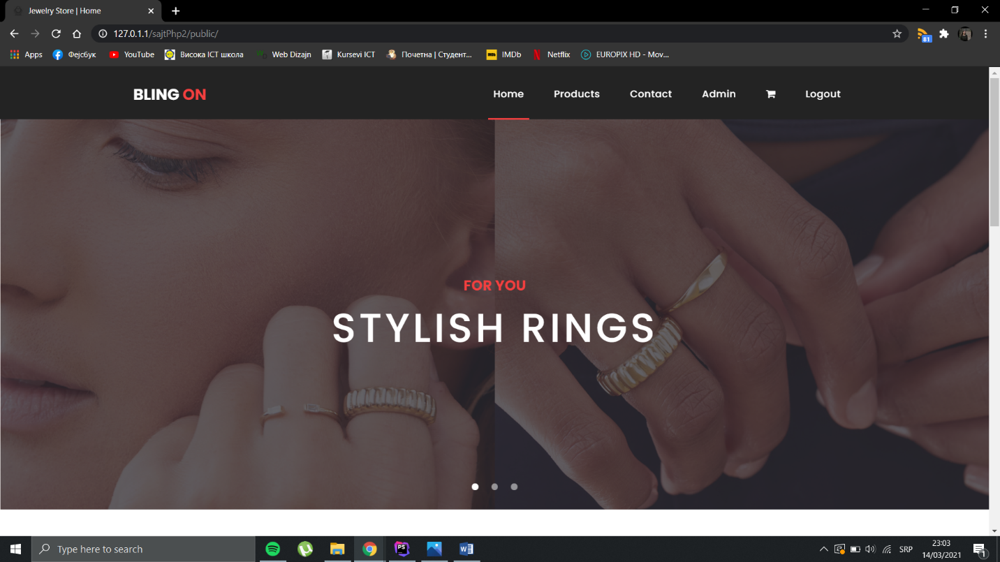 Jewelry Store | Home
127.0.1.1/sajtPhp2/public/
81
Apps Фејсбук YouTube Висока ICT школа Web Dizajn Kursevi ICT Почетна | Студент... IMDb Netflix EUROPIX HD - Mov...
BLING ON Home Products Contact Admin Logout
FOR YOU
STYLISH RINGS
Type here to search
PS
W
SRP
23:03
14/03/2021
1